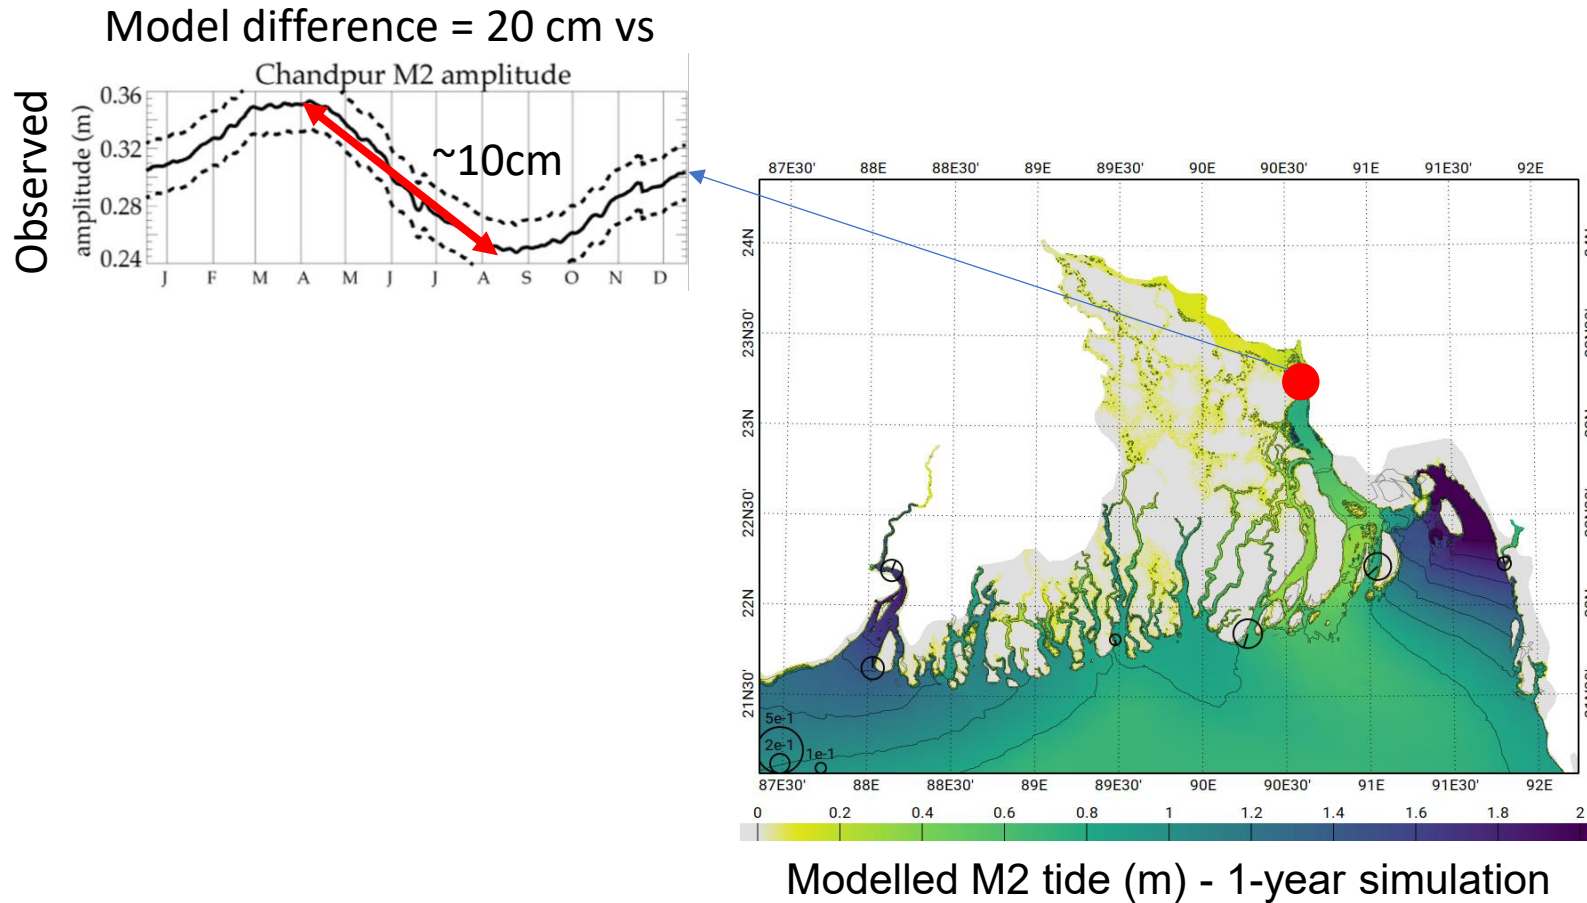 Model difference = 20 cm vs
Observed
Chandpur M2 amplitude
amplitude (m)
0.36
0.32
0.28
0.24
~10cm
J F M A M J J A S O N D
87E30' 88E 88E30' 89E 89E30' 90E 90E30' 91E 91E30' 92E
24N
23N30'
23N
22N30'
22N
21N30'
5e-1
2e-1
1e-1
87E30' 88E 88E30' 89E 89E30' 90E 90E30' 91E 91E30' 92E
0 0.2 0.4 0.6 0.8 1 1.2 1.4 1.6 1.8 2
Modelled M2 tide (m) - 1-year simulation